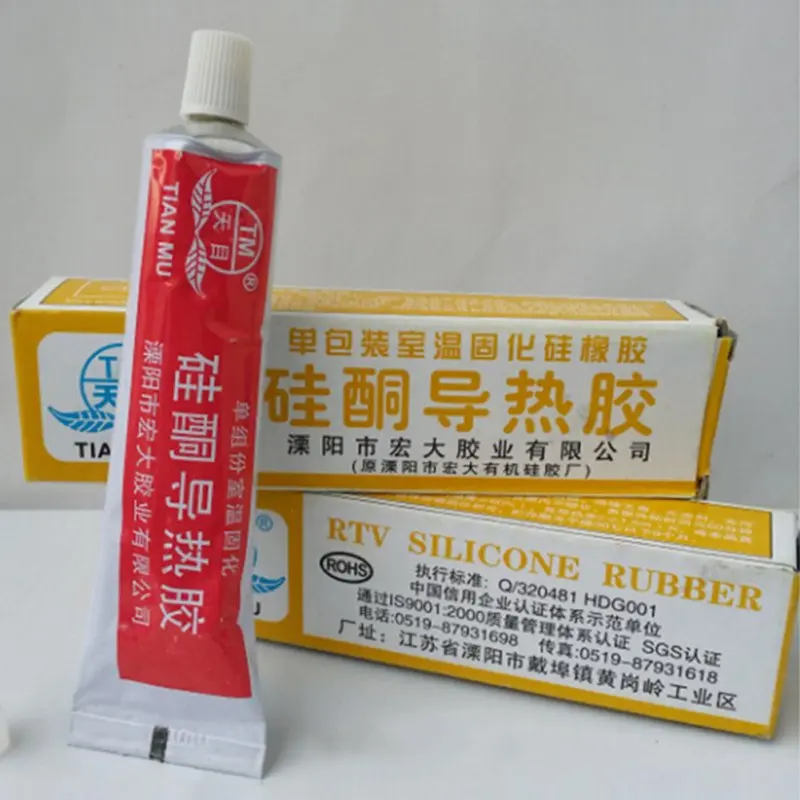 TM
天目
®
TIAN MU
单组份室温固化
硅酮导热胶
溧阳市宏大胶业有限公司
单包装室温固化硅橡胶
硅酮导热胶
溧阳市宏大胶业有限公司
(原溧阳市宏大有机硅胶厂)
天
TIA
®
MU
RTV SILICONE RUBBER
ROHS
执行标准: Q/320481 HDG001
中国信用企业认证体系示范单位
通过IS9001:2000质量管理体系认证 SGS认证
电话:0519-87931698 传真:0519-87931618
厂址: 江苏省溧阳市戴埠镇黄岗岭工业区